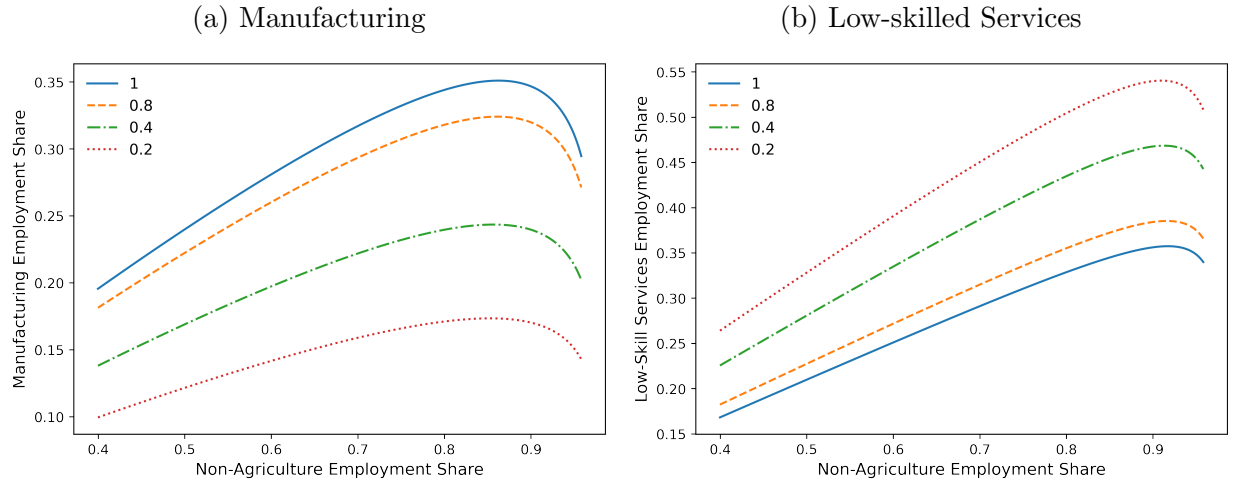 (a) Manufacturing
0.35
0.30
0.25
0.20
0.15
0.10
Manufacturing Employment Share
1
0.8
0.4
0.2
0.4 0.5 0.6 0.7 0.8 0.9
Non-Agriculture Employment Share
(b) Low-skilled Services
0.55
0.50
0.45
0.40
0.35
0.30
0.25
0.20
0.15
Low-Skill Services Employment Share
1
0.8
0.4
0.2
0.4 0.5 0.6 0.7 0.8 0.9
Non-Agriculture Employment Share